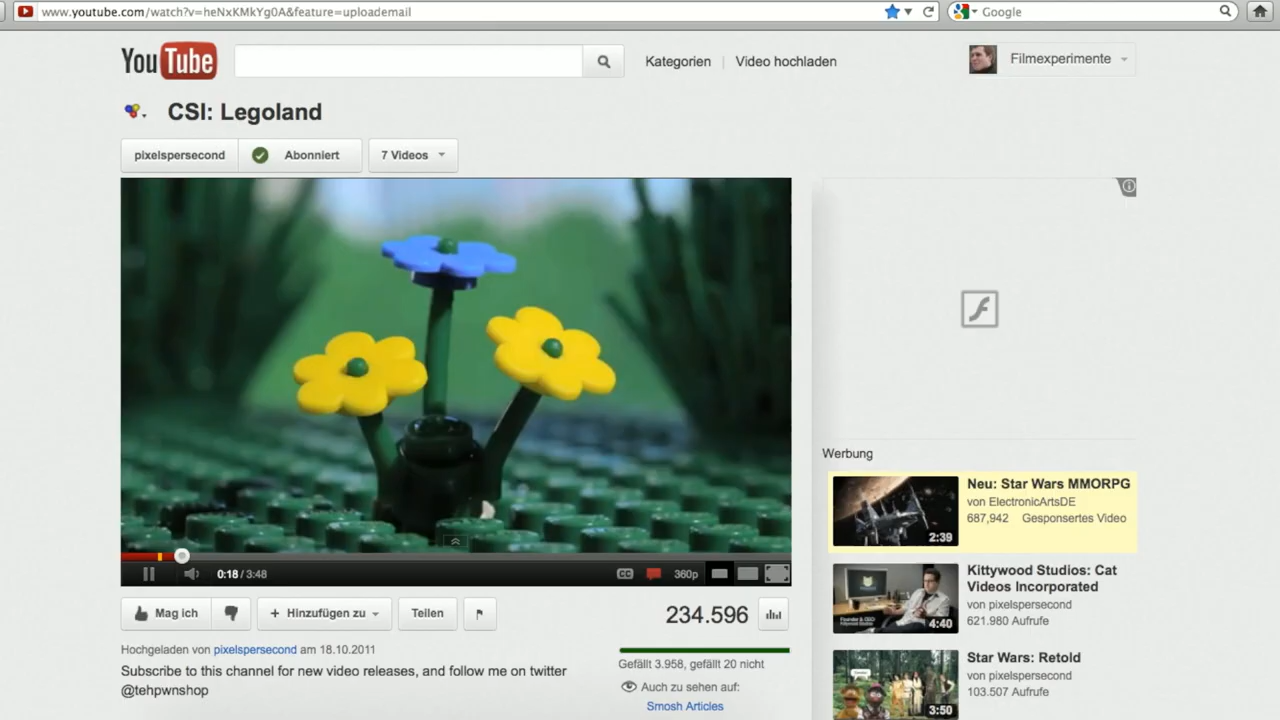 www.youtube.com/watch?v=heNxKMkYg0A&feature=uploademail
Google
YouTube
Kategorien | Video hochladen
Filmexperimente
CSI: Legoland
pixelspersecond
Abonniert
7 Videos
Werbung
Neu: Star Wars MMORPG
von ElectronicArtsDE
687,942 Gesponsertes Video
2:39
Kittywood Studios: Cat
Videos Incorporated
von pixelspersecond
621.980 Aufrufe
4:40
Star Wars: Retold
von pixelspersecond
103.507 Aufrufe
3:50
0:18 / 3:48
CC
360p
Mag ich
+ Hinzufügen zu
Teilen
234.596
Hochgeladen von pixelspersecond am 18.10.2011
Subscribe to this channel for new video releases, and follow me on twitter
@tehpwnshop
Gefällt 3.958, gefällt 20 nicht
Auch zu sehen auf:
Smosh Articles